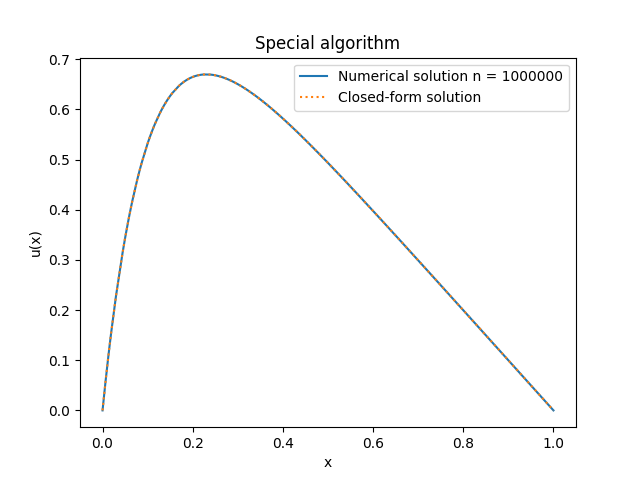 Special algorithm
Numerical solution n = 1000000
Closed-form solution
u(x)
0.7
0.6
0.5
0.4
0.3
0.2
0.1
0.0
0.0 0.2 0.4 0.6 0.8 1.0
x